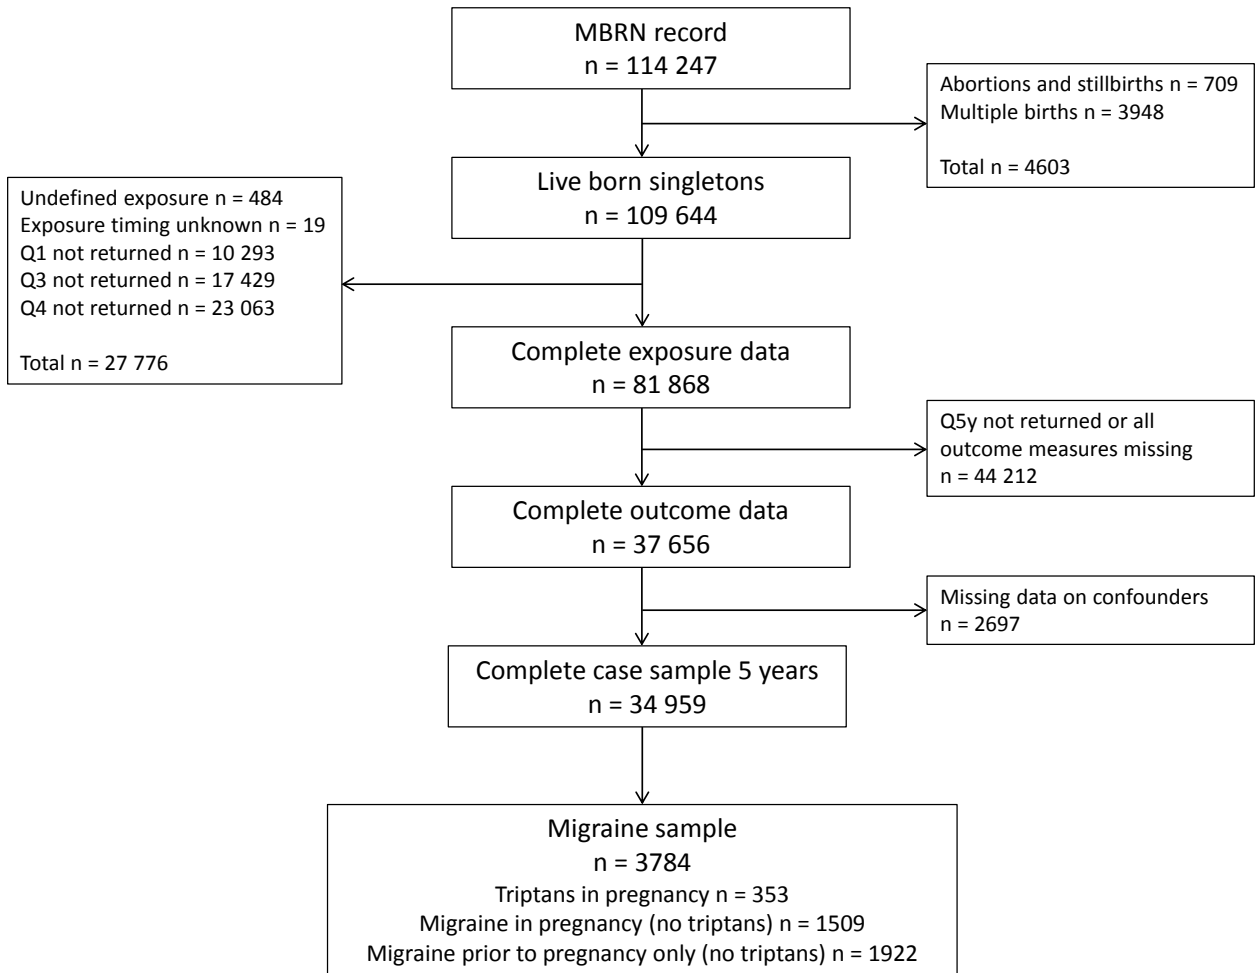 MBRN record
n = 114 247
Abortions and stillbirths n = 709
Multiple births n = 3948
Total n = 4603
Live born singletons
n = 109 644
Undefined exposure n = 484
Exposure timing unknown n = 19
Q1 not returned n = 10 293
Q3 not returned n = 17 429
Q4 not returned n = 23 063
Total n = 27 776
Complete exposure data
n = 81 868
Q5y not returned or all
outcome measures missing
n = 44 212
Complete outcome data
n = 37 656
Missing data on confounders
n = 2697
Complete case sample 5 years
n = 34 959
Migraine sample
n = 3784
Triptans in pregnancy n = 353
Migraine in pregnancy (no triptans) n = 1509
Migraine prior to pregnancy only (no triptans) n = 1922